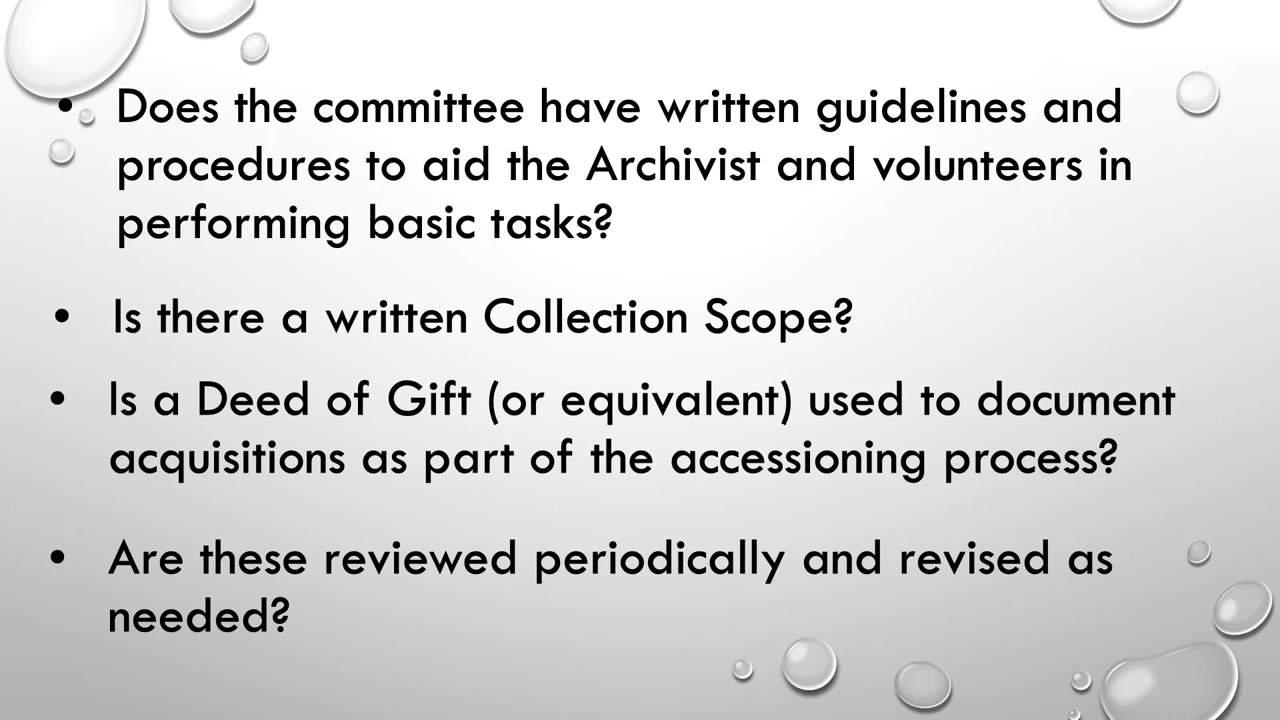 • Does the committee have written guidelines and
procedures to aid the Archivist and volunteers in
performing basic tasks?
• Is there a written Collection Scope?
• Is a Deed of Gift (or equivalent) used to document
acquisitions as part of the accessioning process?
• Are these reviewed periodically and revised as
needed?